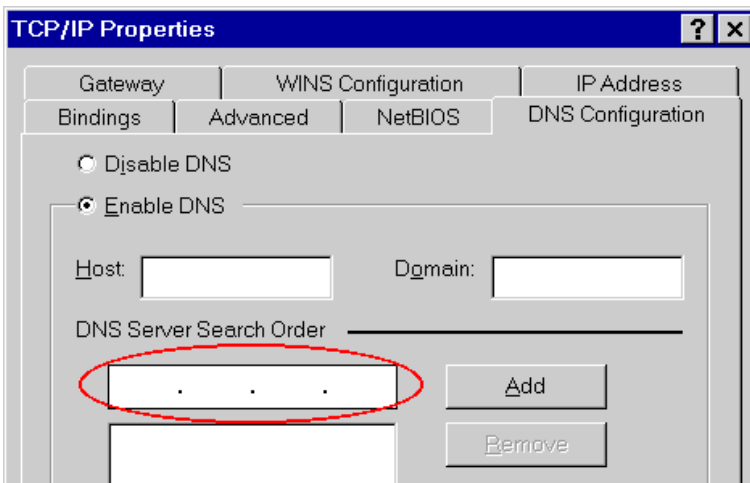 TCP/IP Properties ? ×
Gateway WINS Configuration IP Address
Bindings Advanced NetBIOS DNS Configuration
Disable DNS
Enable DNS
Host: Domain:
DNS Server Search Order
. . . Add
Remove